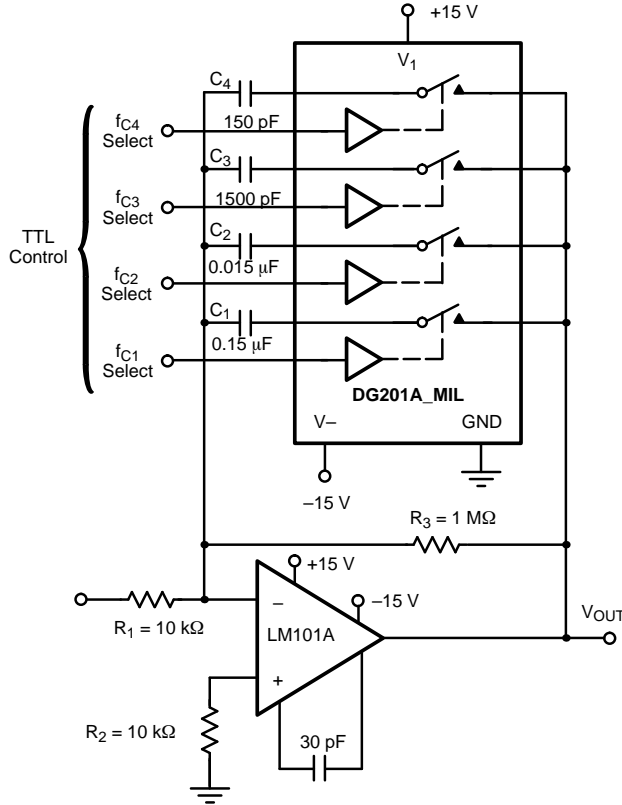 +15 V
V1
C4
fC4
Select
150 pF
C3
fC3
Select
1500 pF
TTL
Control
C2
fC2
Select
0.015 μF
C1
fC1
Select
0.15 μF
DG201A_MIL
V–
GND
–15 V
R3 = 1 MΩ
+15 V
–15 V
–
LM101A
+
R1 = 10 kΩ
VOUT
R2 = 10 kΩ
30 pF